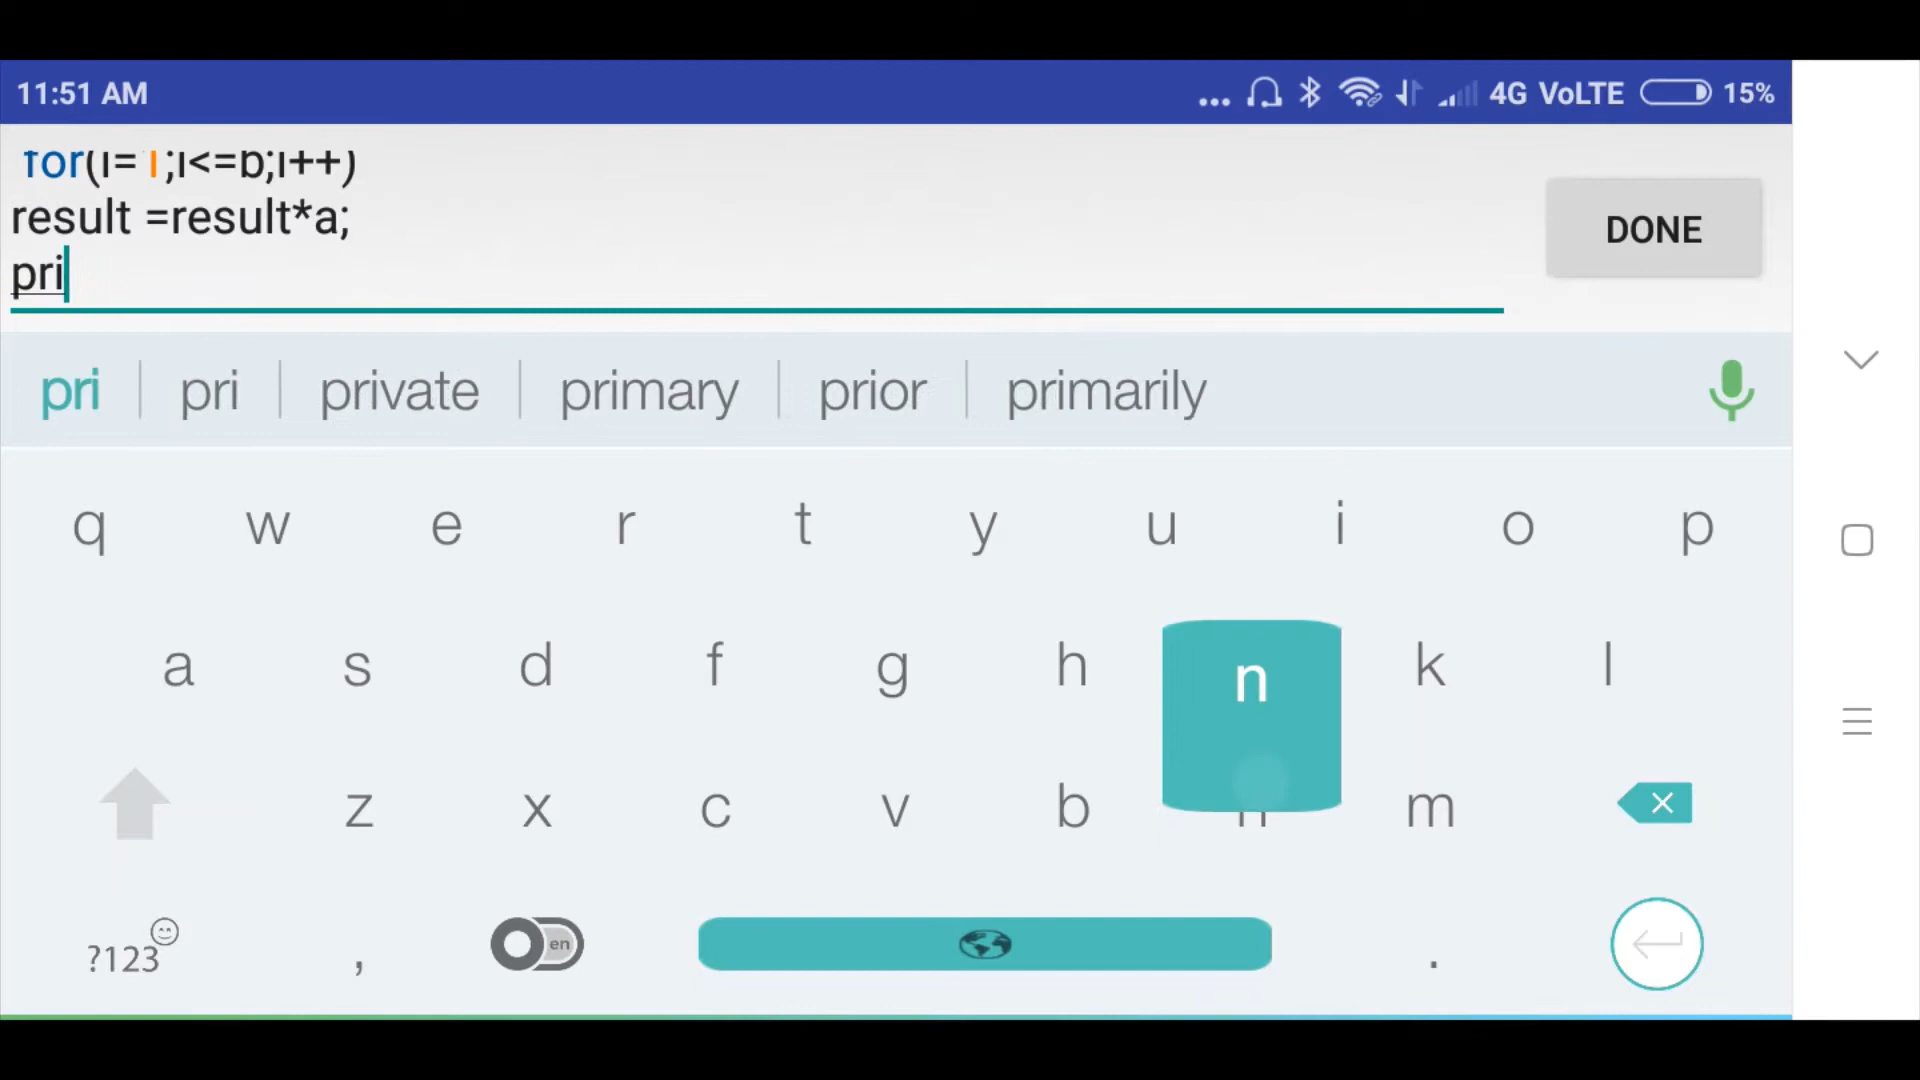 11:51 AM
... 4G VoLTE 15%
for(i=1;i<=b;i++)
result =result*a;
pri
DONE
pri pri private primary prior primarily
q w e r t y u i o p
a s d f g h n k l
z x c v b n m
?123 , en .